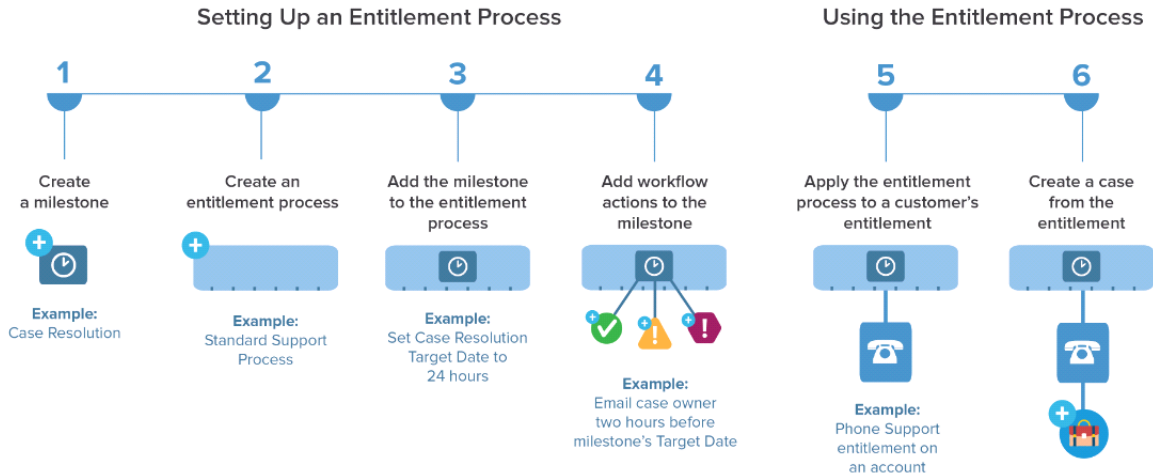 Setting Up an Entitlement Process
Using the Entitlement Process
1
2
3
4
5
6
Create
a milestone
Create an
entitlement process
Add the milestone
to the entitlement
process
Add workflow
actions to the
milestone
Apply the entitlement
process to a customer's
entitlement
Create a case
from the
entitlement
Example:
Case Resolution
Example:
Standard Support
Process
Example:
Set Case Resolution
Target Date to
24 hours
Example:
Email case owner
two hours before
milestone's Target Date
Example:
Phone Support
entitlement on
an account